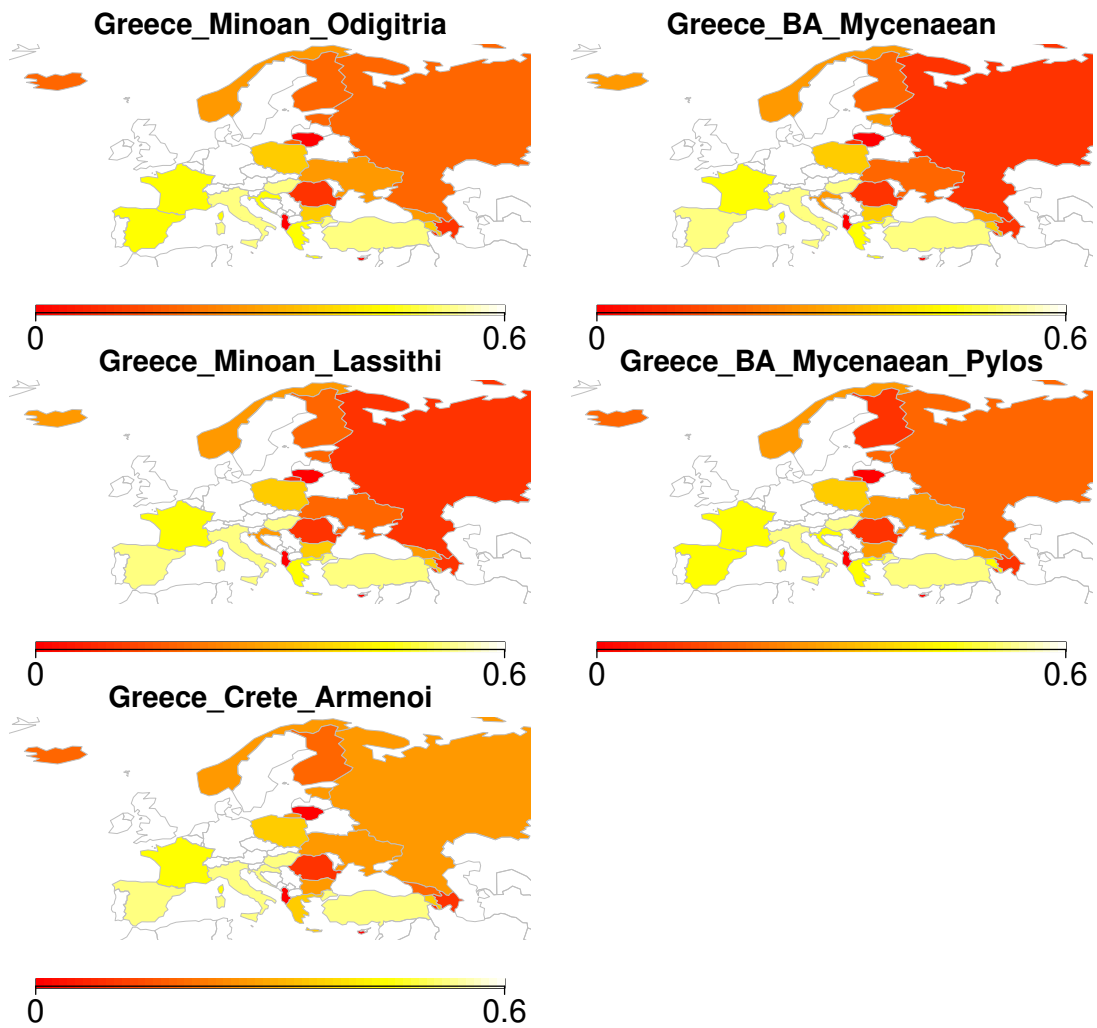 Greece_Minoan_Odigitria
Greece_BA_Mycenaean
0 0.6
0 0.6
Greece_Minoan_Lassithi
Greece_BA_Mycenaean_Pylos
0 0.6
0 0.6
Greece_Crete_Armenoi
0 0.6